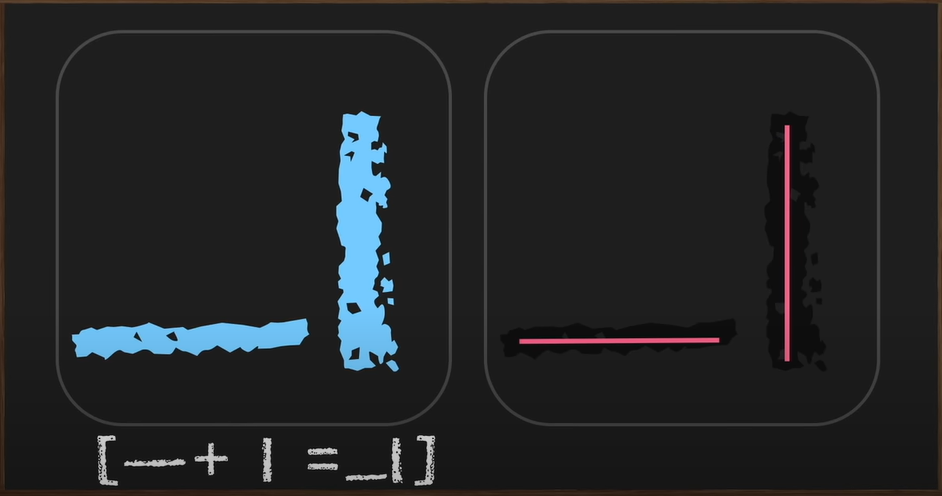 [— + | = _|]